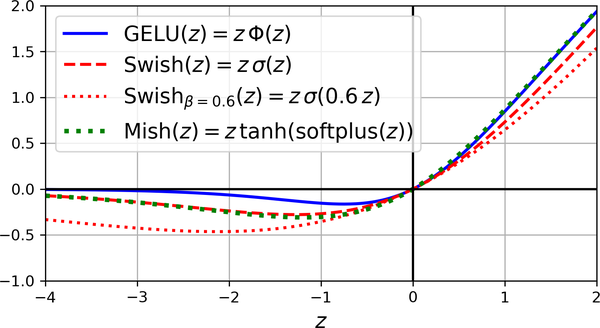 2.0
1.5
1.0
0.5
0.0
−0.5
−1.0
GELU(z) = z Φ(z)
Swish(z) = z σ(z)
Swishβ = 0.6(z) = z σ(0.6 z)
Mish(z) = z tanh(softplus(z))
−4 −3 −2 −1 0 1 2
z